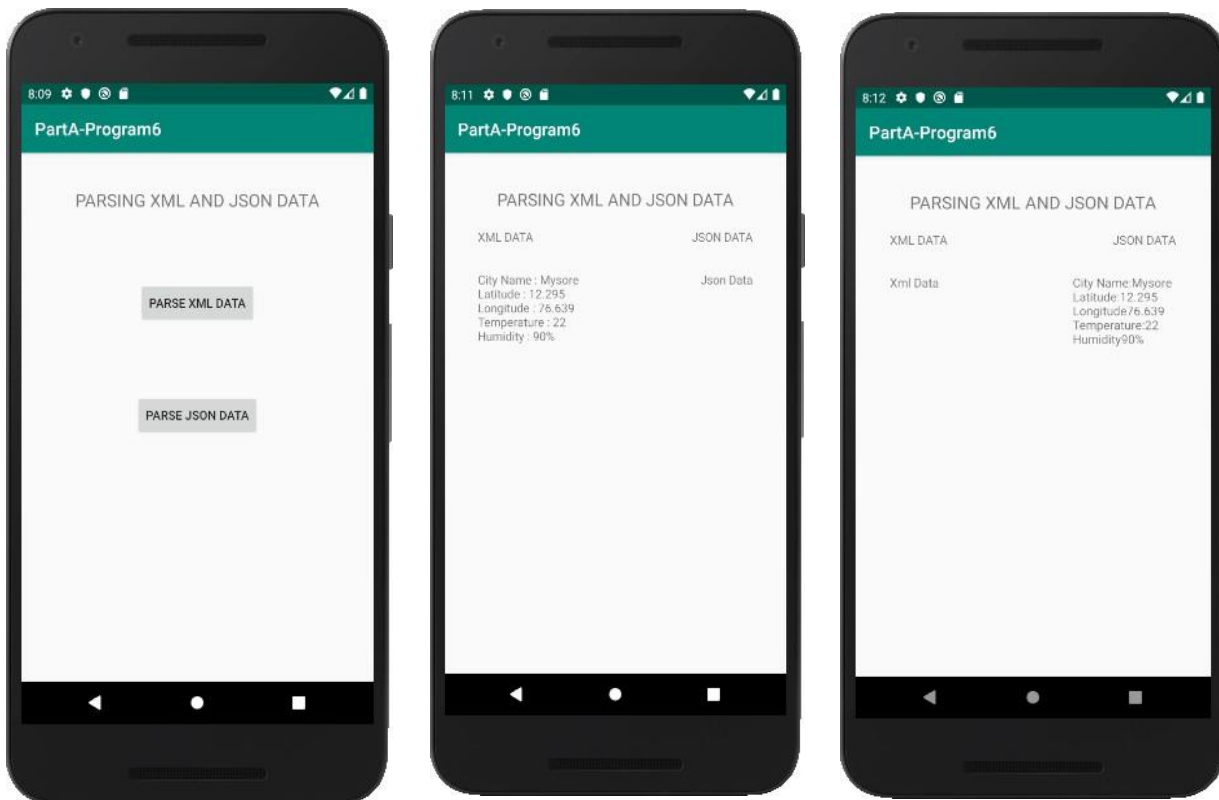 8:09
PartA-Program6
PARSING XML AND JSON DATA
PARSE XML DATA
PARSE JSON DATA
8:11
PartA-Program6
PARSING XML AND JSON DATA
XML DATA
JSON DATA
City Name : Mysore
Latitude : 12.295
Longitude : 76.639
Temperature : 22
Humidity : 90%
Json Data
8:12
PartA-Program6
PARSING XML AND JSON DATA
XML DATA
JSON DATA
Xml Data
City Name:Mysore
Latitude:12.295
Longitude76.639
Temperature:22
Humidity90%